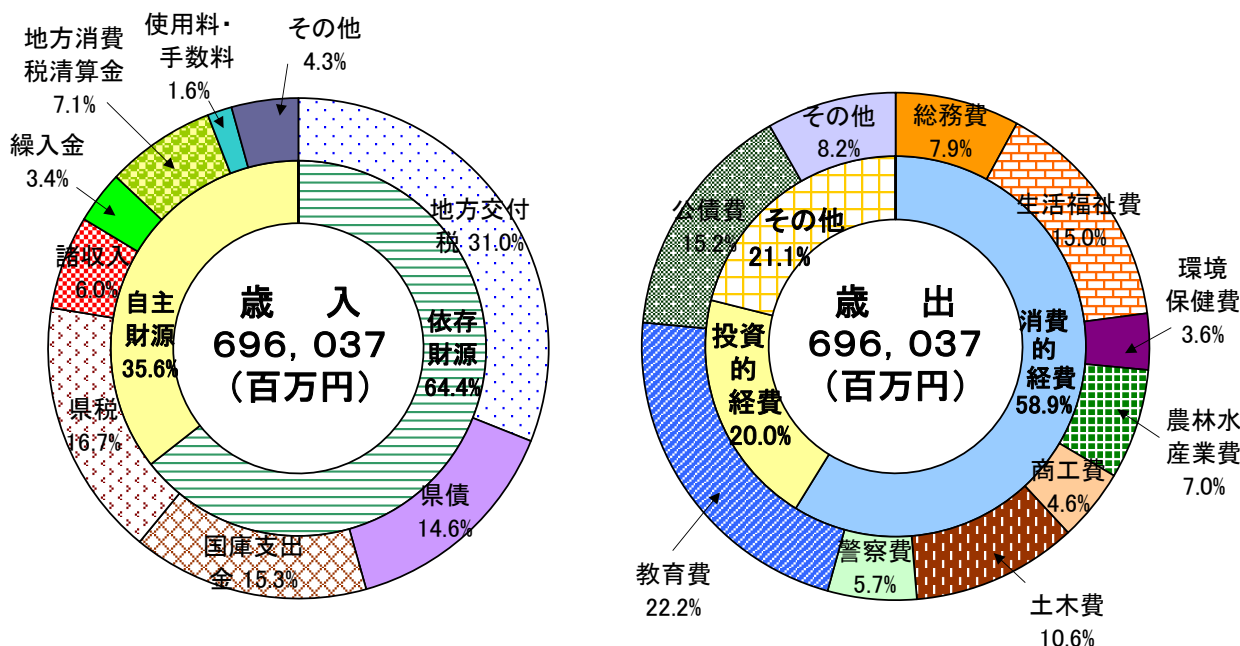 使用料・
手数料
1.6%
その他
4.3%
地方消費
税清算金
7.1%
繰入金
3.4%
諸収入
6.0%
県税
16.7%
国庫支出
金 15.3%
県債
14.6%
地方交付
税 31.0%
自主
財源
35.6%
依存
財源
64.4%
歳　入
696,037
(百万円)
その他
8.2%
総務費
7.9%
生活福祉費
15.0%
環境
保健費
3.6%
農林水
産業費
7.0%
商工費
4.6%
土木費
10.6%
警察費
5.7%
教育費
22.2%
公債費
15.2%
その他
21.1%
投資
的
経費
20.0%
消費
的
経費
58.9%
歳　出
696,037
(百万円)